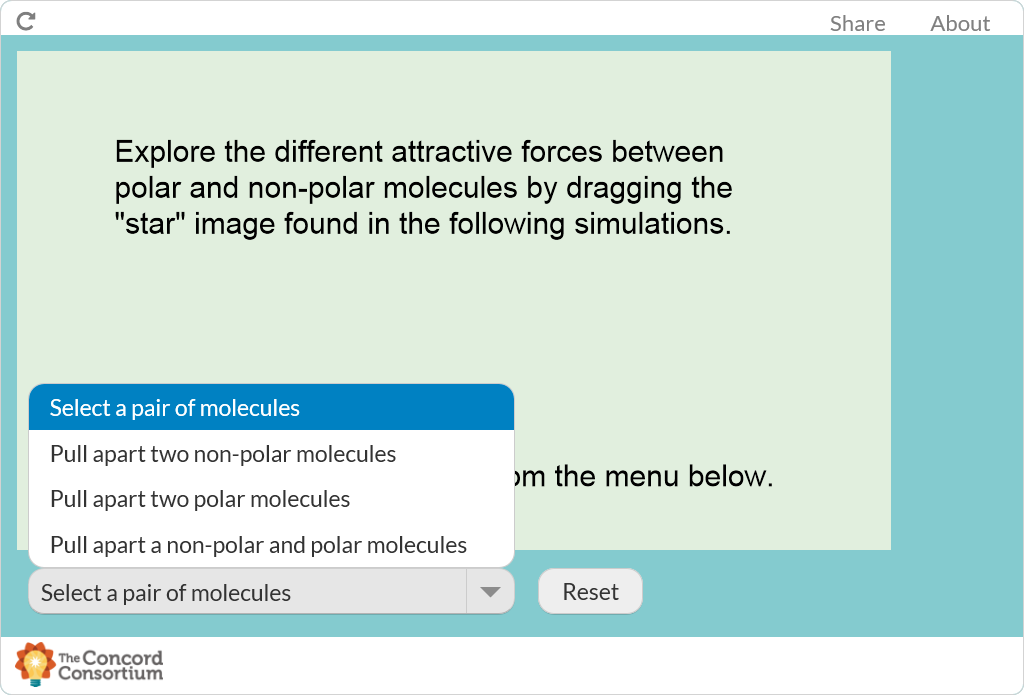 Share About
Explore the different attractive forces between
polar and non-polar molecules by dragging the
"star" image found in the following simulations.
Select a pair of molecules
Pull apart two non-polar molecules
the menu below.
Pull apart two polar molecules
Pull apart a non-polar and polar molecules
Select a pair of molecules
Reset
The Concord
Consortium